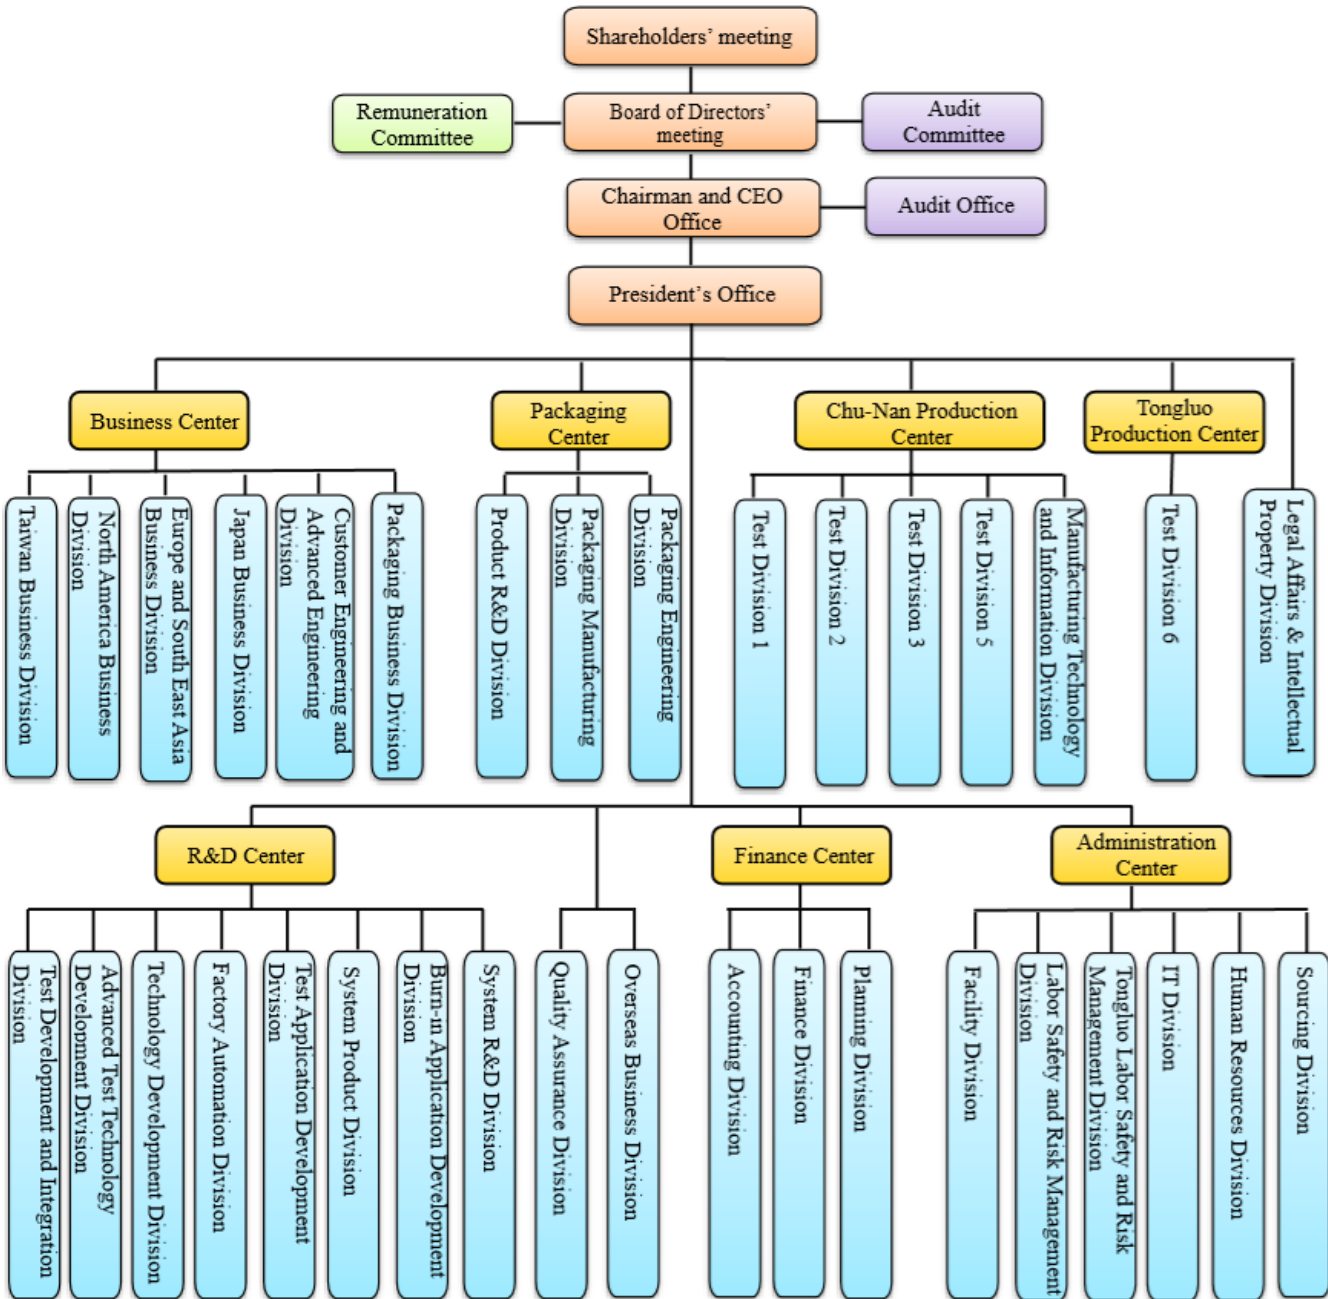 Shareholders’ meeting
Remuneration
Committee
Board of Directors’
meeting
Audit
Committee
Chairman and CEO
Office
Audit Office
President’s Office
Business Center
Packaging
Center
Chu-Nan Production
Center
Tongluo
Production Center
Taiwan Business Division
North America Business
Division
Europe and South East Asia
Business Division
Japan Business Division
Customer Engineering and
Advanced Engineering
Division
Packaging Business Division
Product R&D Division
Packaging Manufacturing
Division
Packaging Engineering
Division
Test Division 1
Test Division 2
Test Division 3
Test Division 5
Manufacturing Technology
and Information Division
Test Division 6
Legal Affairs & Intellectual
Property Division
R&D Center
Finance Center
Administration
Center
Test Development and Integration
Division
Advanced Test Technology
Development Division
Technology Development Division
Factory Automation Division
Test Application Development
Division
System Product Division
Burn-in Application Development
Division
System R&D Division
Quality Assurance Division
Overseas Business Division
Accounting Division
Finance Division
Planning Division
Facility Division
Labor Safety and Risk Management
Division
Tongluo Labor Safety and Risk
Management Division
IT Division
Human Resources Division
Sourcing Division